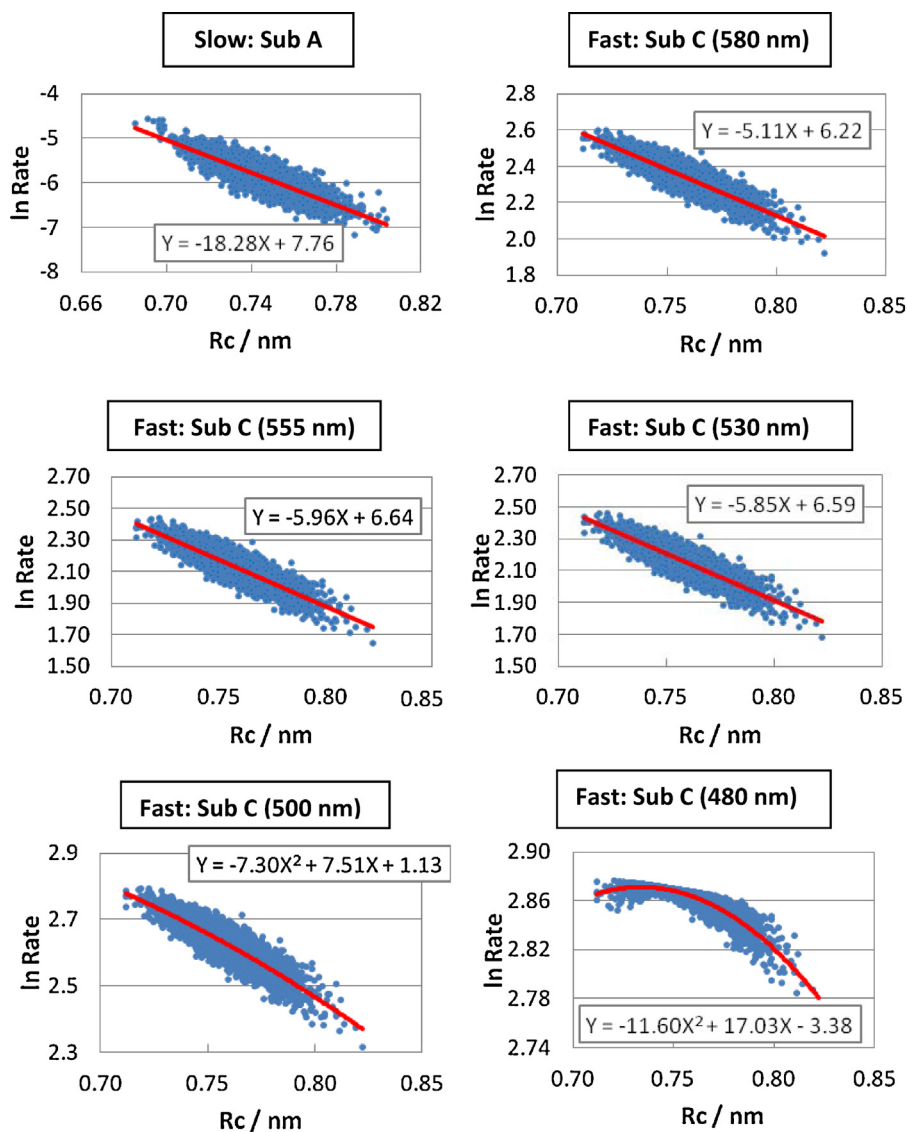 Slow: Sub A
-4
-5
-6
-7
-8
ln Rate
Y = -18.28X + 7.76
0.66 0.70 0.74 0.78 0.82
Rc / nm
Fast: Sub C (580 nm)
2.8
2.6
2.4
2.2
2.0
1.8
ln Rate
Y = -5.11X + 6.22
0.70 0.75 0.80 0.85
Rc / nm
Fast: Sub C (555 nm)
2.70
2.50
2.30
2.10
1.90
1.70
1.50
ln Rate
Y = -5.96X + 6.64
0.70 0.75 0.80 0.85
Rc / nm
Fast: Sub C (530 nm)
2.70
2.50
2.30
2.10
1.90
1.70
1.50
ln Rate
Y = -5.85X + 6.59
0.70 0.75 0.80 0.85
Rc / nm
Fast: Sub C (500 nm)
2.9
2.7
2.5
2.3
ln Rate
Y = -7.30X² + 7.51X + 1.13
0.70 0.75 0.80 0.85
Rc / nm
Fast: Sub C (480 nm)
2.90
2.86
2.82
2.78
2.74
ln Rate
Y = -11.60X² + 17.03X - 3.38
0.70 0.75 0.80 0.85
Rc / nm